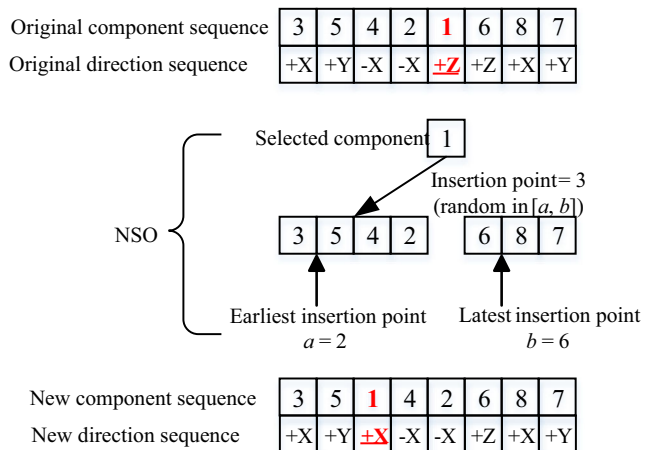 Original component sequence 3 5 4 2 1 6 8 7
Original direction sequence +X +Y -X -X +Z +Z +X +Y
Selected component 1
Insertion point= 3
(random in [a, b])
NSO
3 5 4 2 6 8 7
Earliest insertion point
a = 2
Latest insertion point
b = 6
New component sequence 3 5 1 4 2 6 8 7
New direction sequence +X +Y +X -X -X +Z +X +Y